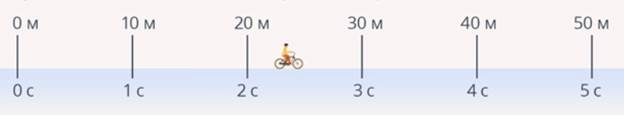 0 м 10 м 20 м 30 м 40 м 50 м
0 с 1 с 2 с 3 с 4 с 5 с